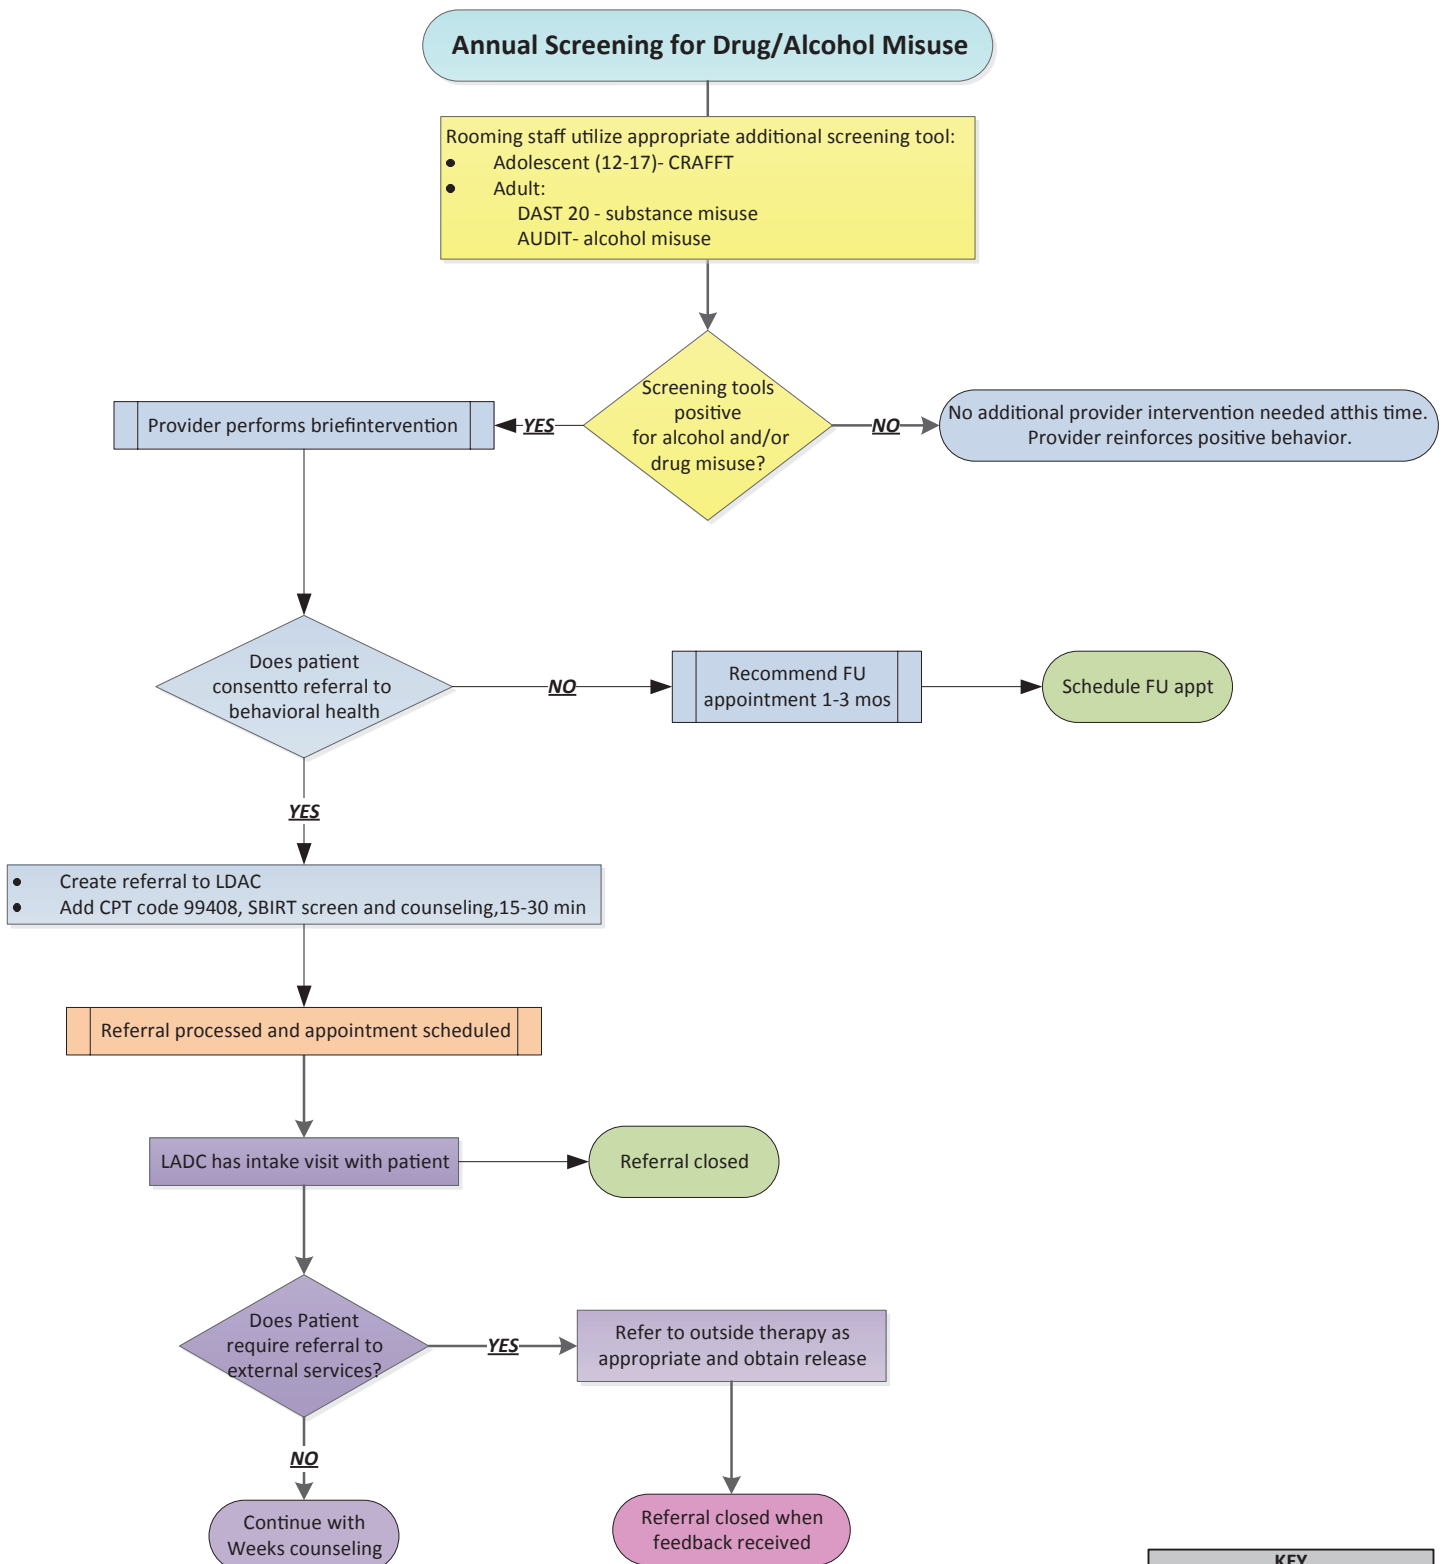 Annual Screening for Drug/Alcohol Misuse
Rooming staff utilize appropriate additional screening tool:
• Adolescent (12-17)- CRAFFT
• Adult:
DAST 20 - substance misuse
AUDIT- alcohol misuse
Screening tools
positive
for alcohol and/or
drug misuse?
YES
Provider performs briefintervention
NO
No additional provider intervention needed atthis time.
Provider reinforces positive behavior.
Does patient
consentto referral to
behavioral health
NO
Recommend FU
appointment 1-3 mos
Schedule FU appt
YES
• Create referral to LDAC
• Add CPT code 99408, SBIRT screen and counseling,15-30 min
Referral processed and appointment scheduled
LADC has intake visit with patient
Referral closed
Does Patient
require referral to
external services?
YES
Refer to outside therapy as
appropriate and obtain release
NO
Continue with
Weeks counseling
Referral closed when
feedback received
KEY